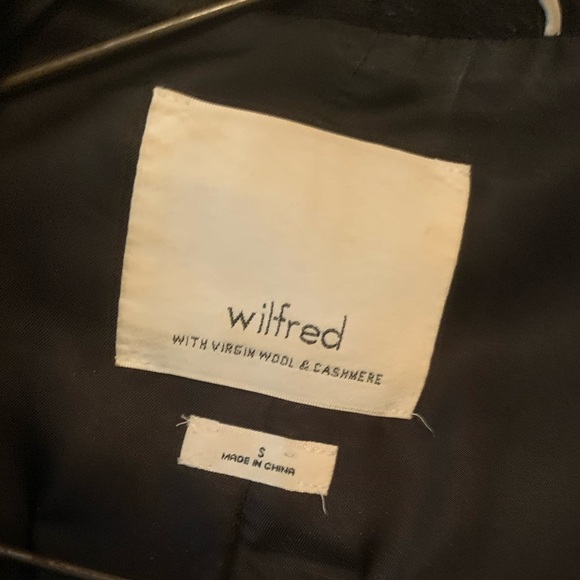 wilfred
WITH VIRGIN WOOL & CASHMERE
S
MADE IN CHINA